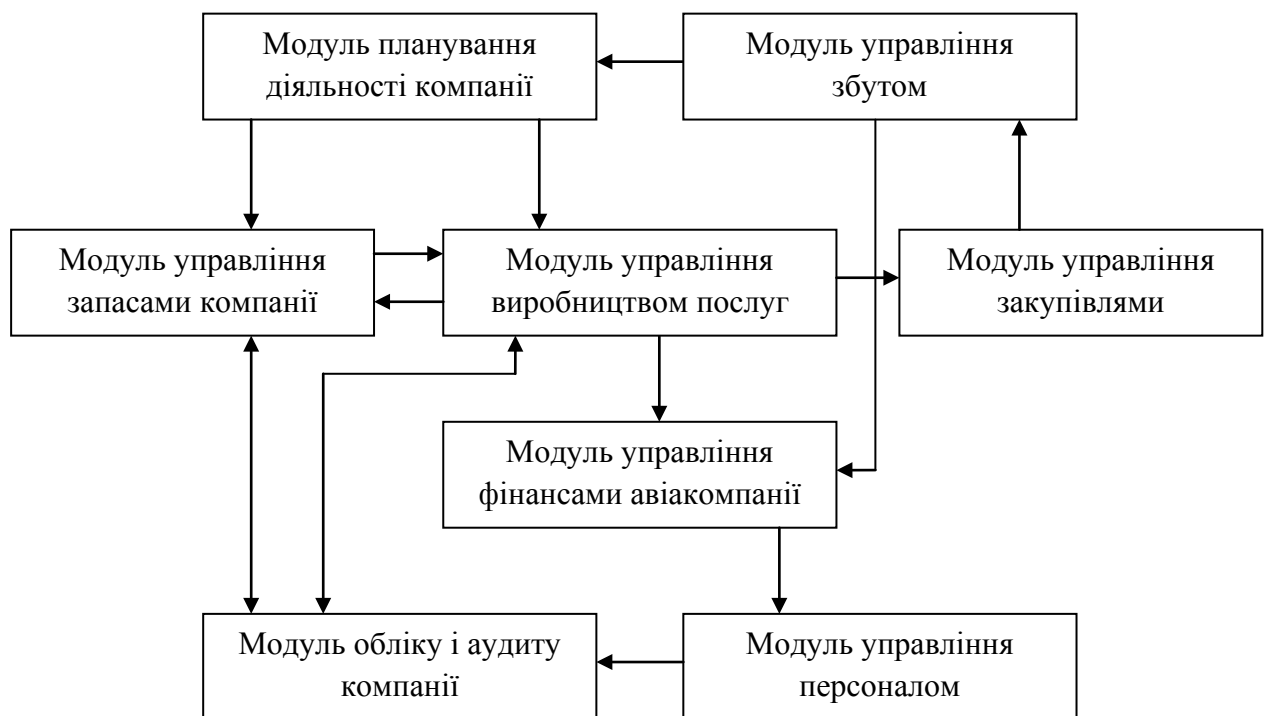 Модуль планування
діяльності компанії
Модуль управління
збутом
Модуль управління
запасами компанії
Модуль управління
виробництвом послуг
Модуль управління
закупівлями
Модуль управління
фінансами авіакомпанії
Модуль обліку і аудиту
компанії
Модуль управління
персоналом